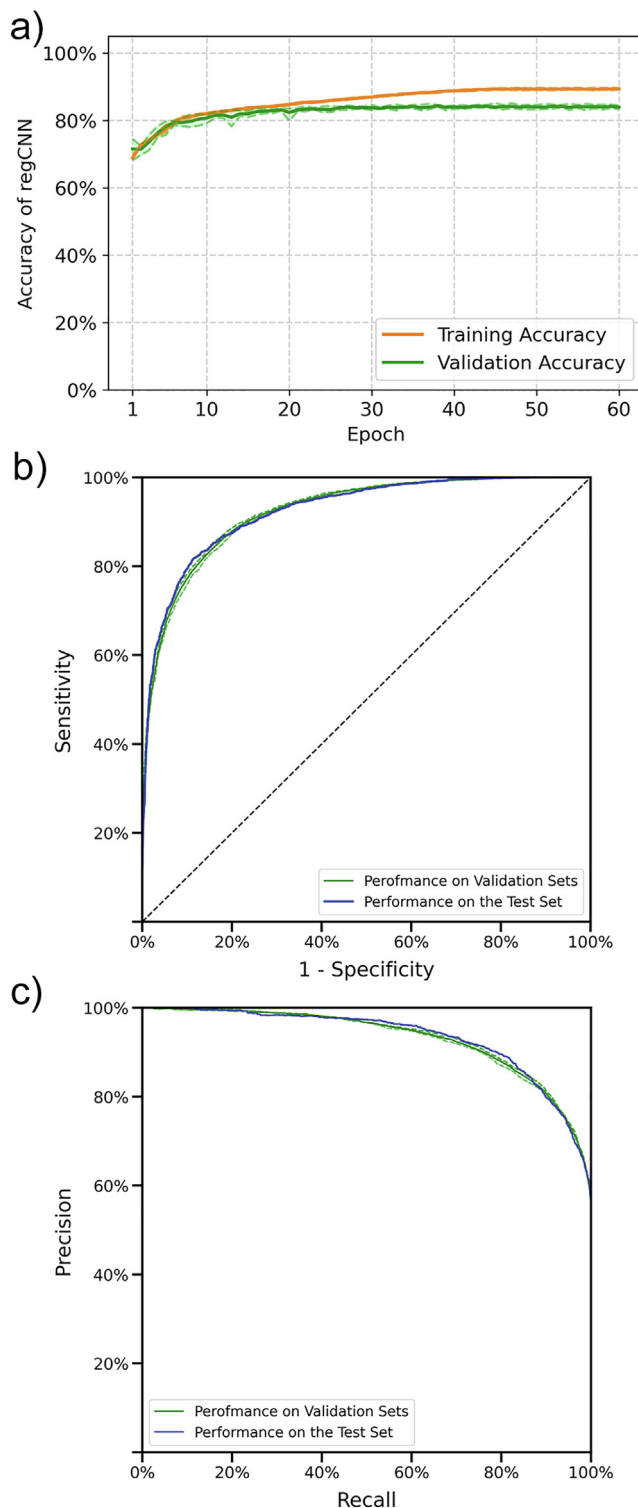 a)
100%
80%
60%
40%
20%
0%
Accuracy of regCNN
Training Accuracy
Validation Accuracy
1 10 20 30 40 50 60
Epoch
b)
100%
80%
60%
40%
20%
Sensitivity
Perofmance on Validation Sets
Performance on the Test Set
0% 20% 40% 60% 80% 100%
1 - Specificity
c)
100%
80%
60%
40%
20%
Precision
Perofmance on Validation Sets
Performance on the Test Set
0% 20% 40% 60% 80% 100%
Recall